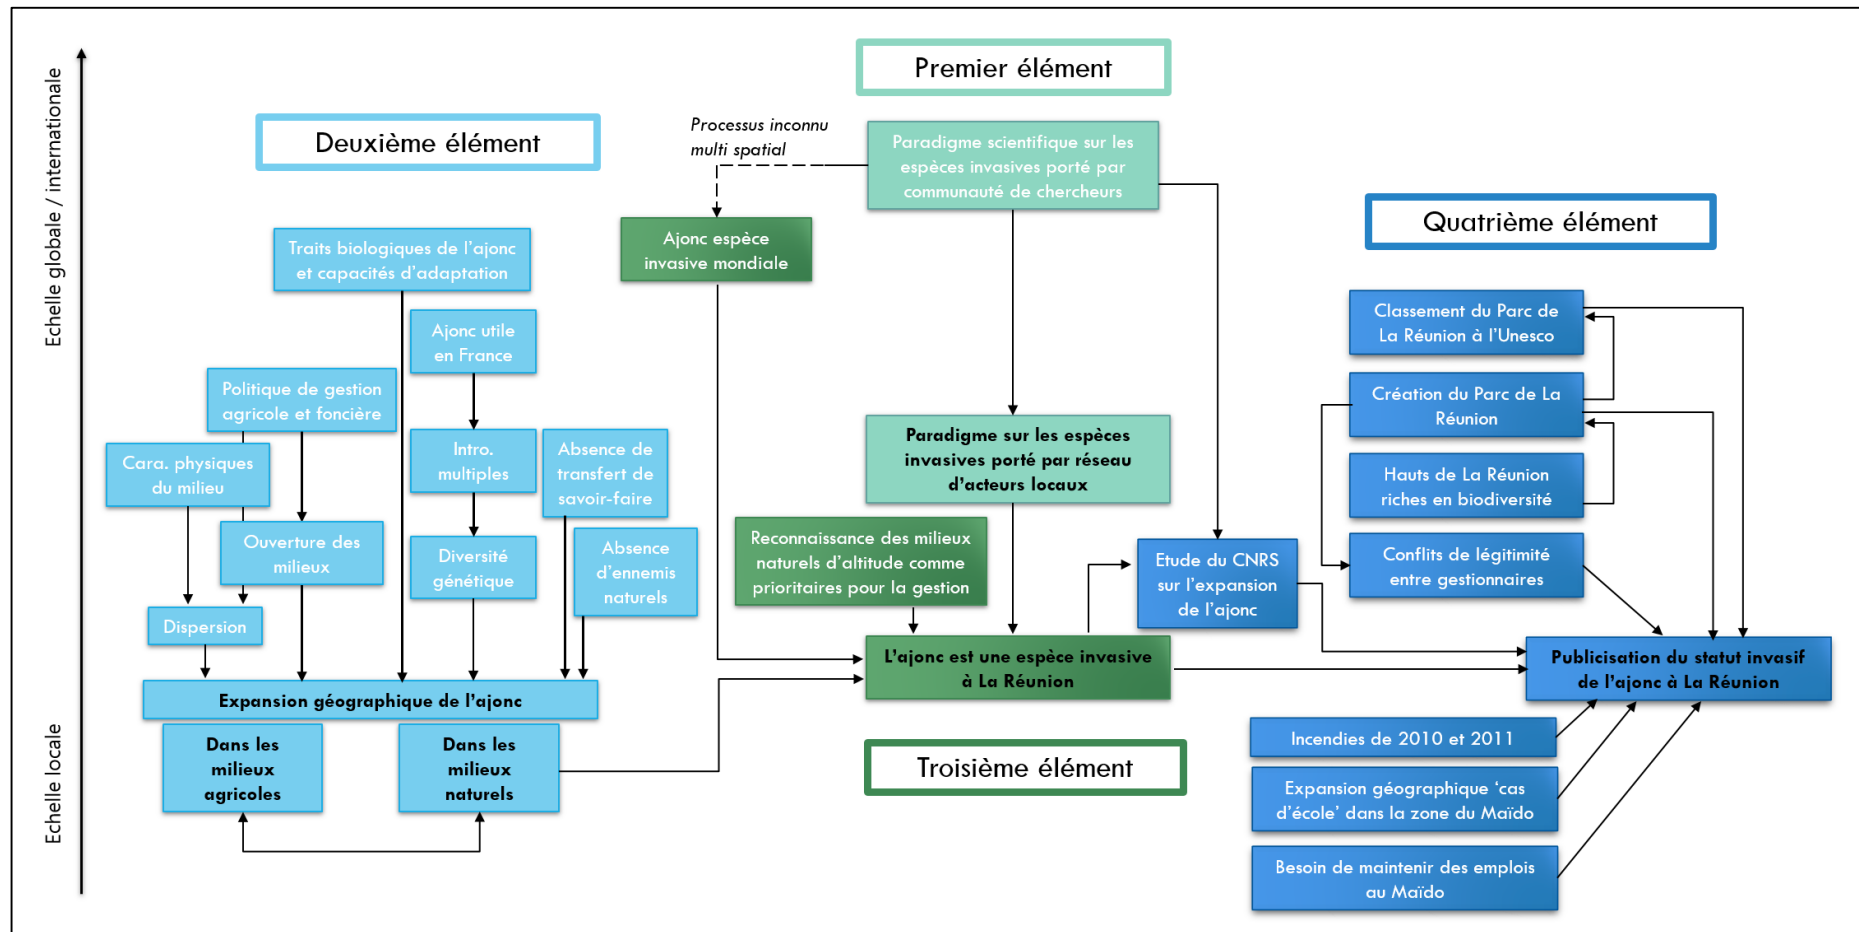 Echelle globale / internationale
Echelle locale
Premier élément
Paradigme scientifique sur les
espèces invasives porté par
communauté de chercheurs
Processus inconnu
multi spatial
Ajonc espèce
invasive mondiale
Paradigme sur les espèces
invasives porté par réseau
d'acteurs locaux
Deuxième élément
Traits biologiques de l'ajonc
et capacités d'adaptation
Ajonc utile
en France
Politique de gestion
agricole et foncière
Cara. physiques
du milieu
Intro.
multiples
Absence de
transfert de
savoir-faire
Ouverture des
milieux
Diversité
génétique
Absence
d'ennemis
naturels
Dispersion
Expansion géographique de l'ajonc
Dans les
milieux
agricoles
Dans les
milieux
naturels
Reconnaissance des milieux
naturels d'altitude comme
prioritaires pour la gestion
L'ajonc est une espèce invasive
à La Réunion
Troisième élément
Etude du CNRS
sur l'expansion
de l'ajonc
Quatrième élément
Classement du Parc de
La Réunion à l'Unesco
Création du Parc de La
Réunion
Hauts de La Réunion
riches en biodiversité
Conflits de légitimité
entre gestionnaires
Publicisation du statut invasif
de l'ajonc à La Réunion
Incendies de 2010 et 2011
Expansion géographique 'cas
d'école' dans la zone du Maïdo
Besoin de maintenir des emplois
au Maïdo